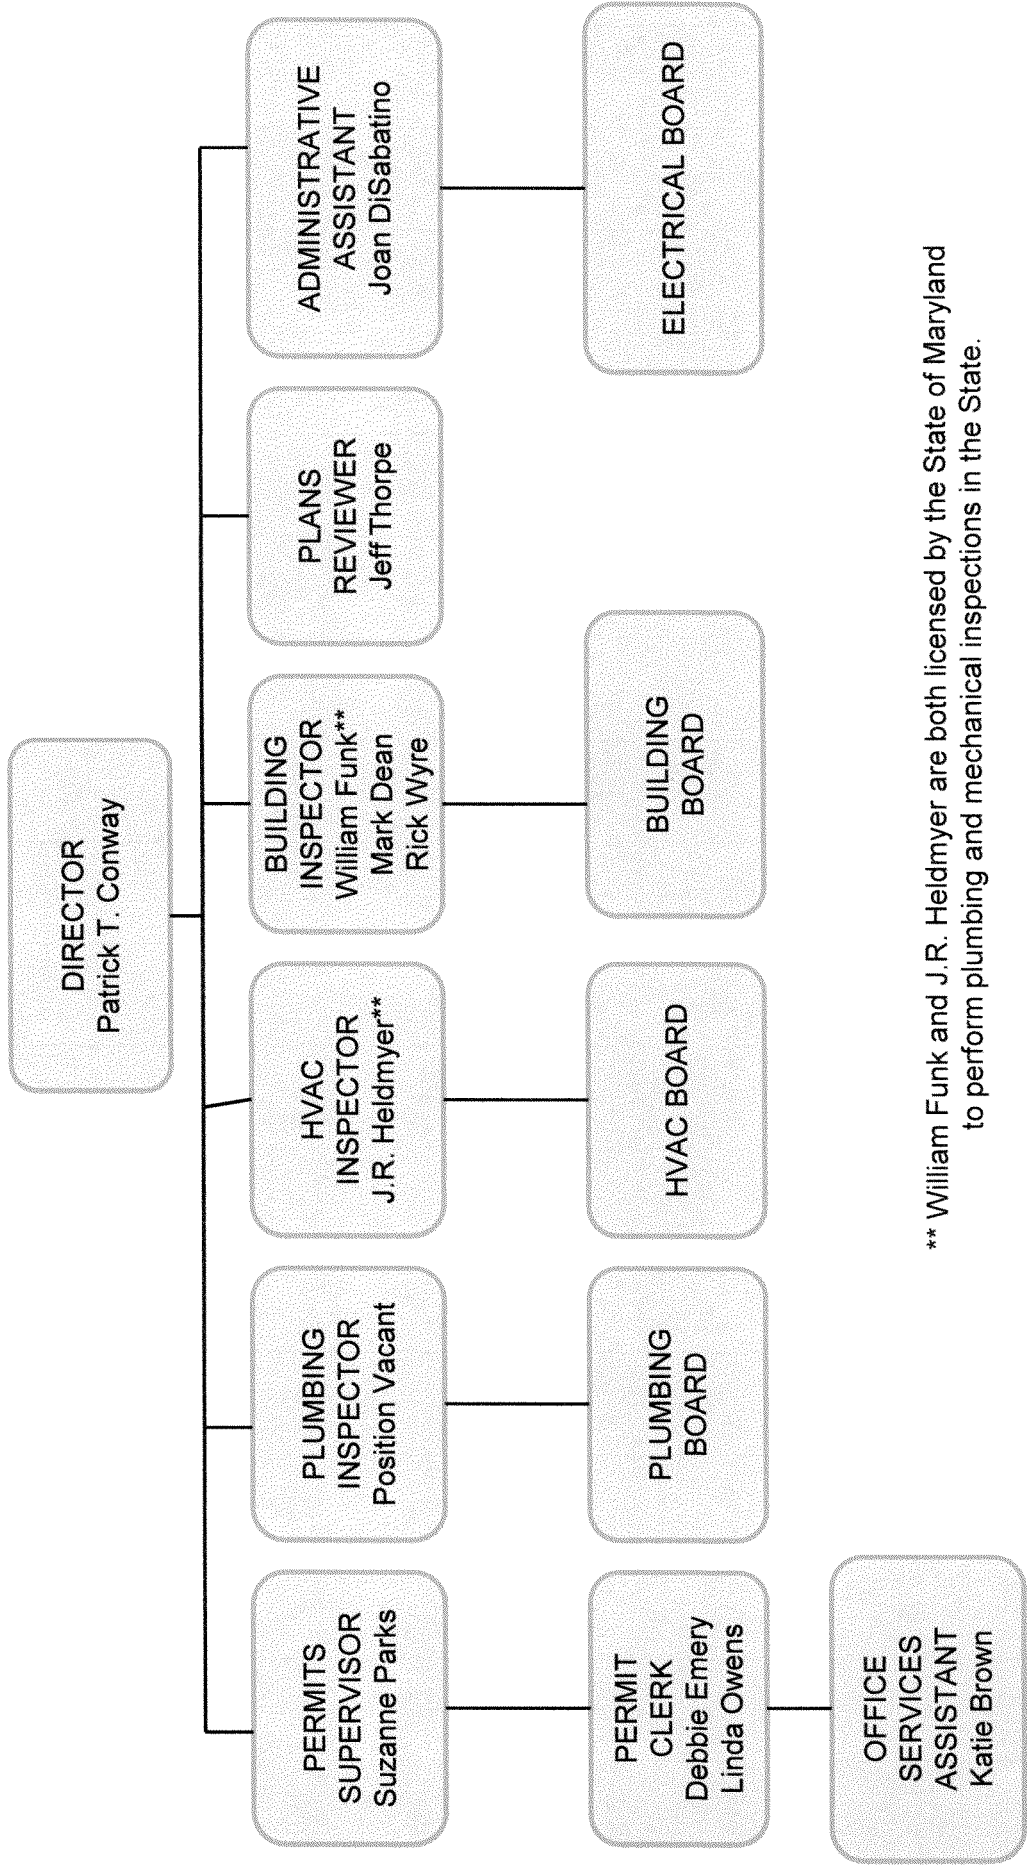 DIRECTOR
Patrick T. Conway
PERMITS
SUPERVISOR
Suzanne Parks
PLUMBING
INSPECTOR
Position Vacant
HVAC
INSPECTOR
J.R. Heldmyer**
BUILDING
INSPECTOR
William Funk**
Mark Dean
Rick Wyre
PLANS
REVIEWER
Jeff Thorpe
ADMINISTRATIVE
ASSISTANT
Joan DiSabatino
PERMIT
CLERK
Debbie Emery
Linda Owens
PLUMBING
BOARD
HVAC BOARD
BUILDING
BOARD
ELECTRICAL BOARD
OFFICE
SERVICES
ASSISTANT
Katie Brown
** William Funk and J.R. Heldmyer are both licensed by the State of Maryland
to perform plumbing and mechanical inspections in the State.